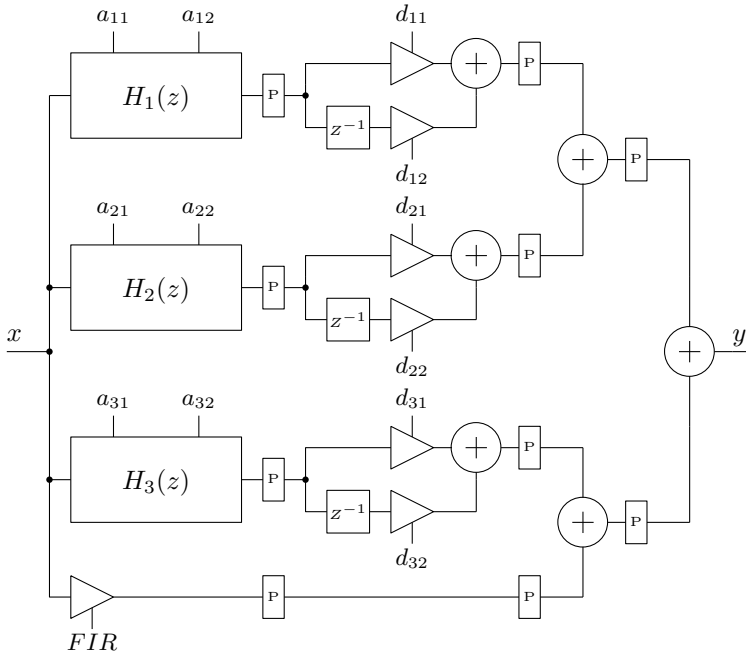 a₁₁ a₁₂
d₁₁
H₁(z)
P
P
z⁻¹
d₁₂
P
a₂₁ a₂₂
d₂₁
H₂(z)
P
P
z⁻¹
d₂₂
x
y
a₃₁ a₃₂
d₃₁
H₃(z)
P
P
z⁻¹
d₃₂
P
P
P
FIR